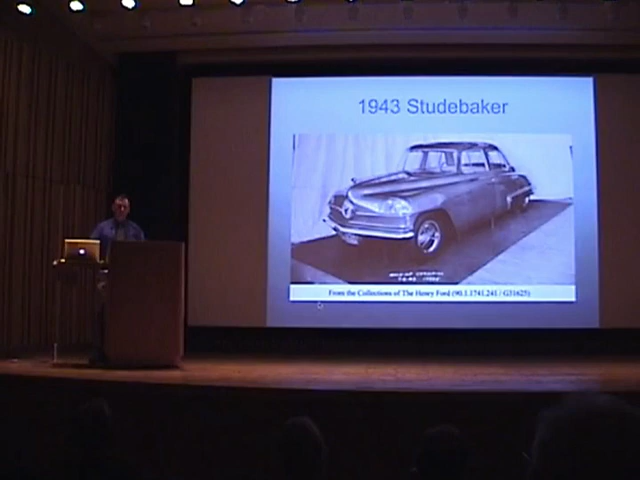 1943 Studebaker
From the Collections of The Henry Ford (90.1.1741.241 / G31625)